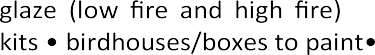 glaze (low fire and high fire)
kits • birdhouses/boxes to paint•